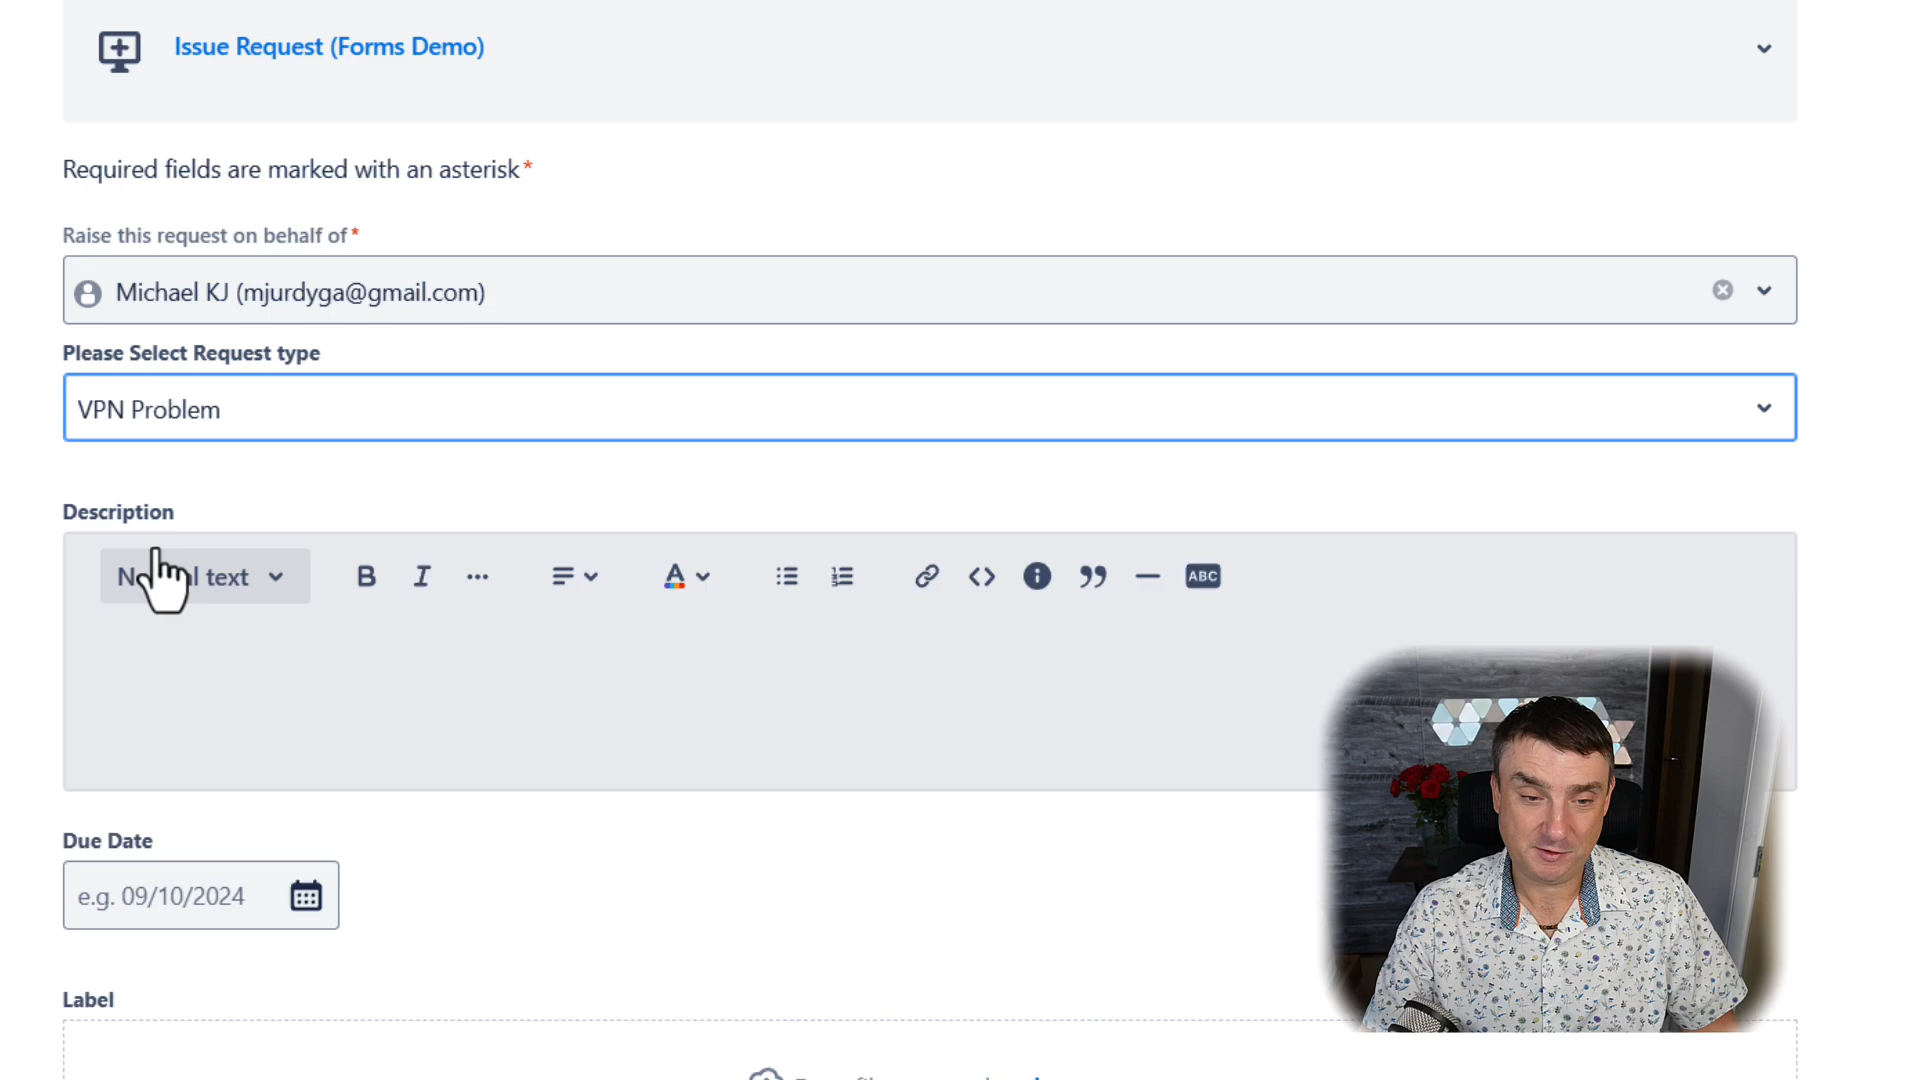 Issue Request (Forms Demo)
Required fields are marked with an asterisk*
Raise this request on behalf of*
Michael KJ (mjurdyga@gmail.com)
Please Select Request type
VPN Problem
Description
text
B I ... A ABC
Due Date
e.g. 09/10/2024
Label